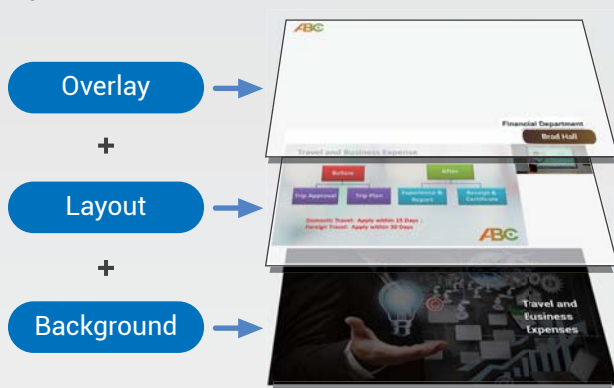 ABC
Overlay
Financial Department
Brad Hall
+
Travel and Business Expense
Before
After
Trip Approval
Trip Plan
Experience &
Report
Receipt &
Certificate
Layout
Domestic Travel: Apply within 15 Days ;
Foreign Travel: Apply within 30 Days
ABC
+
Travel and
Business
Expenses
Background